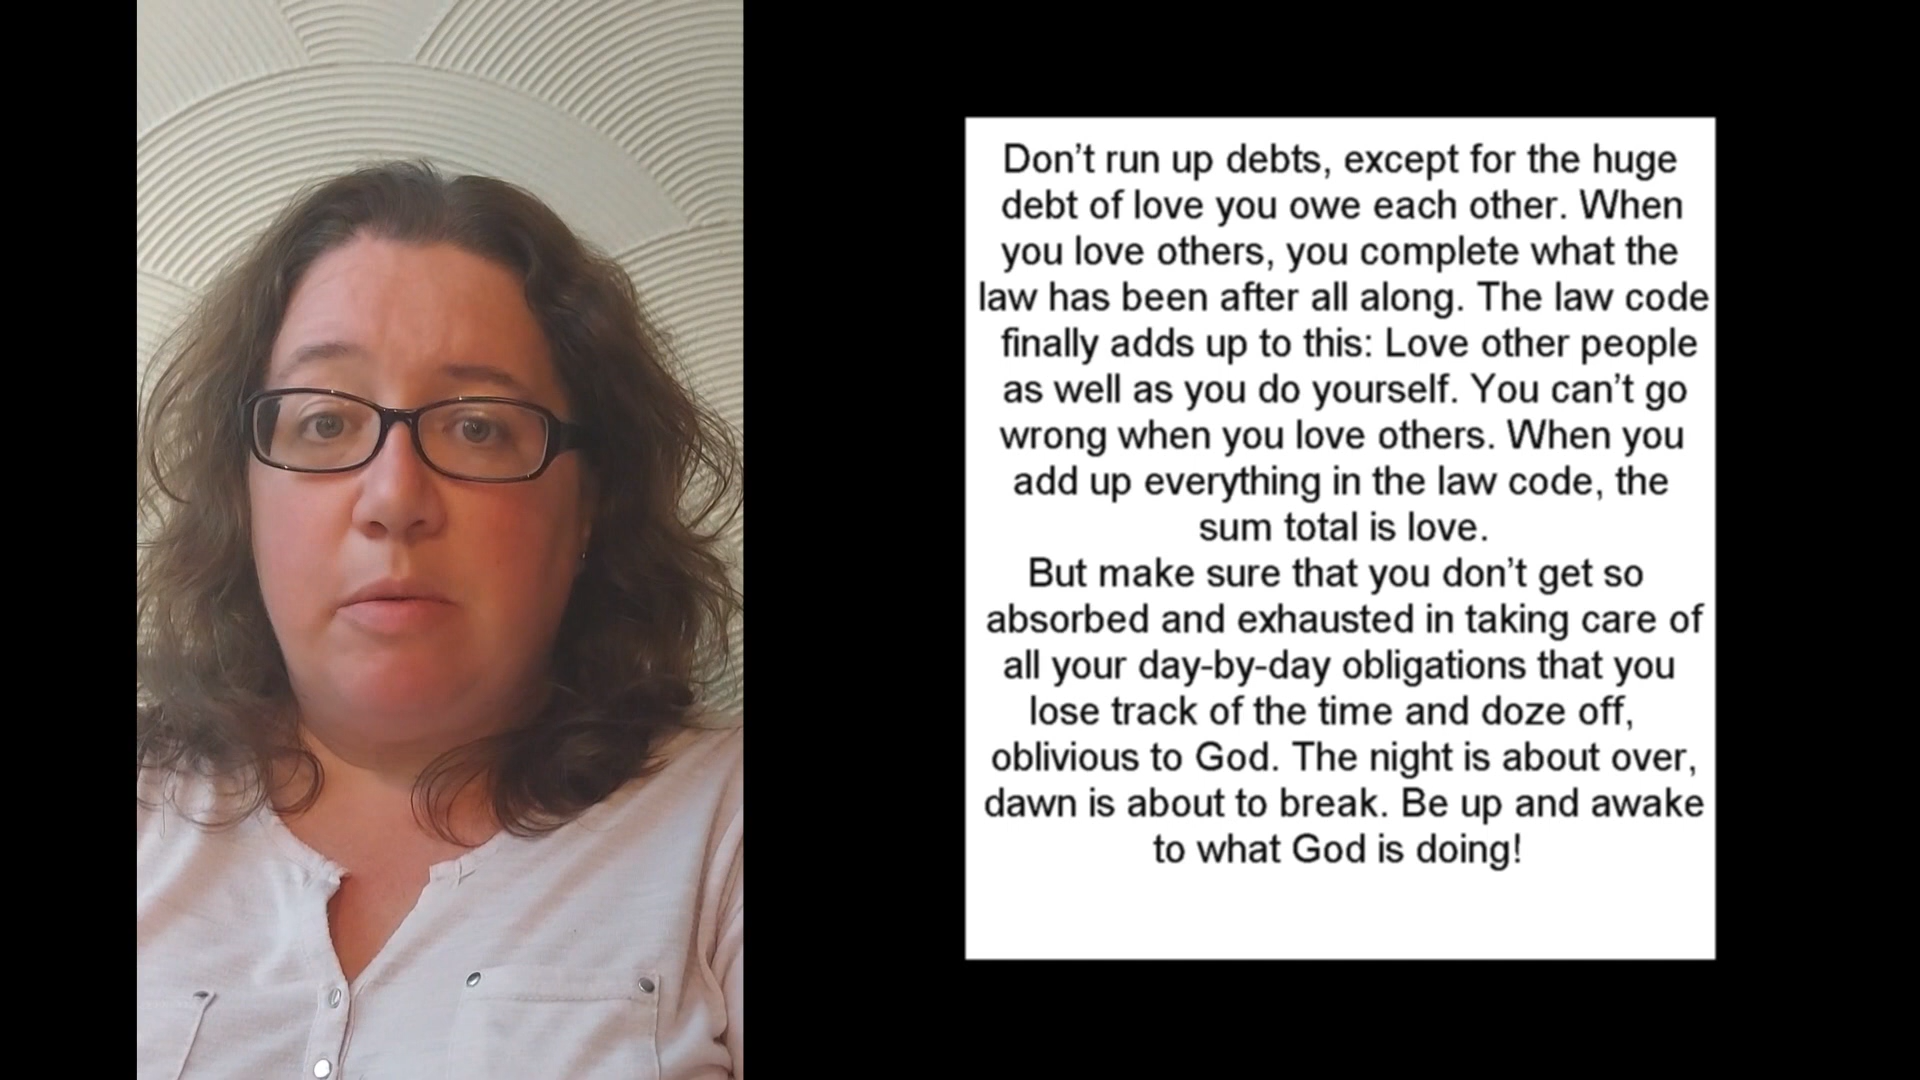 Don’t run up debts, except for the huge
debt of love you owe each other. When
you love others, you complete what the
law has been after all along. The law code
finally adds up to this: Love other people
as well as you do yourself. You can’t go
wrong when you love others. When you
add up everything in the law code, the
sum total is love.
But make sure that you don’t get so
absorbed and exhausted in taking care of
all your day-by-day obligations that you
lose track of the time and doze off,
oblivious to God. The night is about over,
dawn is about to break. Be up and awake
to what God is doing!